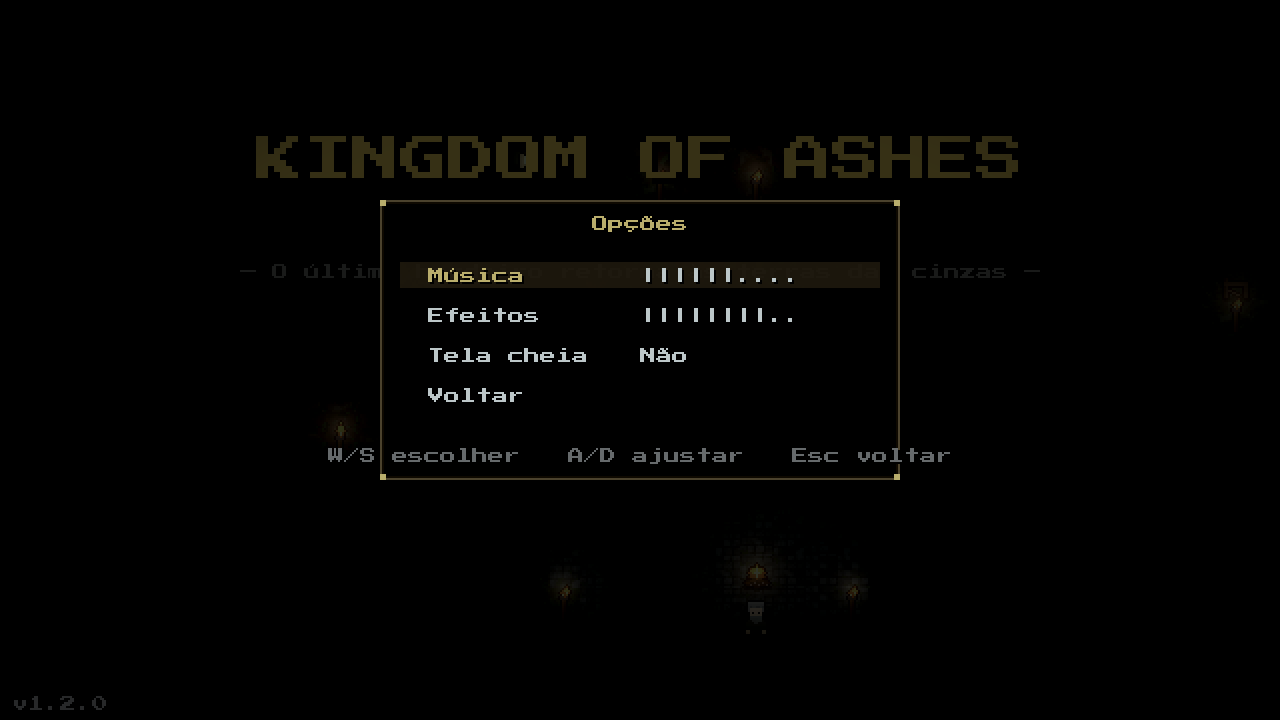 KINGDOM OF ASHES
Opções
— O últim cinzas —
Música ||||||....
Efeitos ||||||||..
Tela cheia Não
Voltar
W/S escolher A/D ajustar Esc voltar
v1.2.0